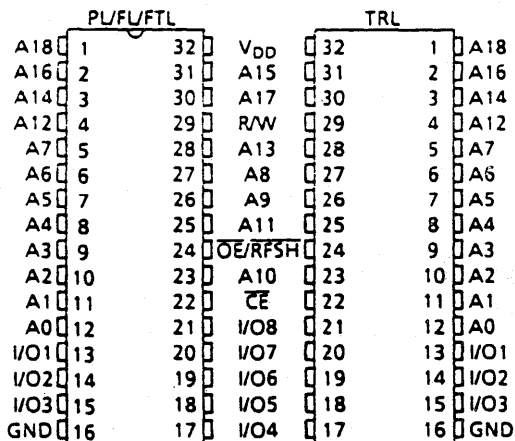 PL/FL/FTL TRL
A18 1 32 VDD 32 1 A18
A16 2 31 A15 31 2 A16
A14 3 30 A17 30 3 A14
A12 4 29 R/W 29 4 A12
A7 5 28 A13 28 5 A7
A6 6 27 A8 27 6 A6
A5 7 26 A9 26 7 A5
A4 8 25 A11 25 8 A4
A3 9 24 OE/RFSH 24 9 A3
A2 10 23 A10 23 10 A2
A1 11 22 CE 22 11 A1
A0 12 21 I/O8 21 12 A0
I/O1 13 20 I/O7 20 13 I/O1
I/O2 14 19 I/O6 19 14 I/O2
I/O3 15 18 I/O5 18 15 I/O3
GND 16 17 I/O4 17 16 GND